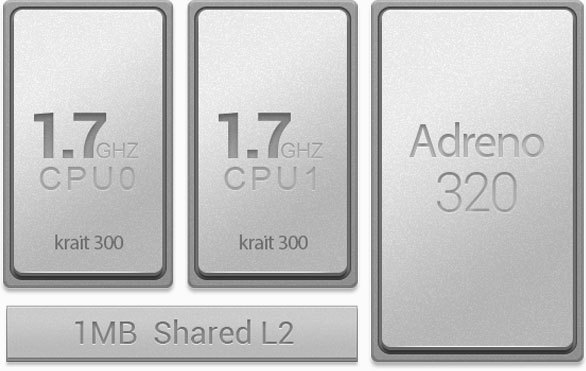 1.7GHZ
CPU0
krait 300
1.7GHZ
CPU1
krait 300
Adreno
320
1MB Shared L2